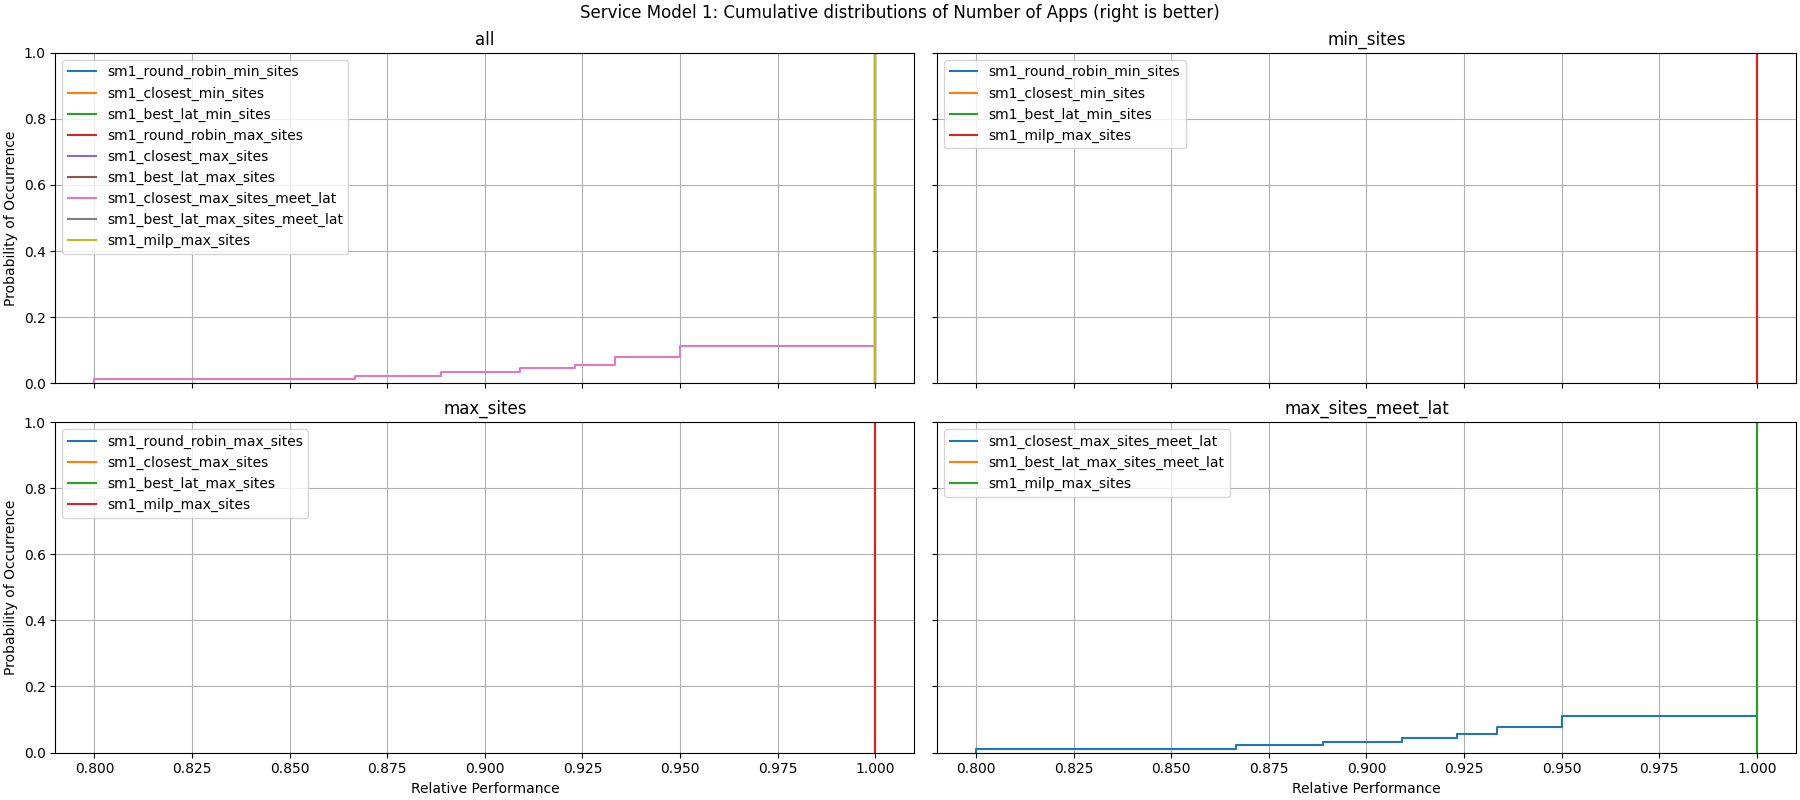 Service Model 1: Cumulative distributions of Number of Apps (right is better)
all
1.0
0.8
0.6
0.4
0.2
0.0
Probability of Occurrence
sm1_round_robin_min_sites
sm1_closest_min_sites
sm1_best_lat_min_sites
sm1_round_robin_max_sites
sm1_closest_max_sites
sm1_best_lat_max_sites
sm1_closest_max_sites_meet_lat
sm1_best_lat_max_sites_meet_lat
sm1_milp_max_sites
min_sites
sm1_round_robin_min_sites
sm1_closest_min_sites
sm1_best_lat_min_sites
sm1_milp_max_sites
max_sites
1.0
0.8
0.6
0.4
0.2
0.0
Probability of Occurrence
sm1_round_robin_max_sites
sm1_closest_max_sites
sm1_best_lat_max_sites
sm1_milp_max_sites
0.800 0.825 0.850 0.875 0.900 0.925 0.950 0.975 1.000
Relative Performance
max_sites_meet_lat
sm1_closest_max_sites_meet_lat
sm1_best_lat_max_sites_meet_lat
sm1_milp_max_sites
0.800 0.825 0.850 0.875 0.900 0.925 0.950 0.975 1.000
Relative Performance